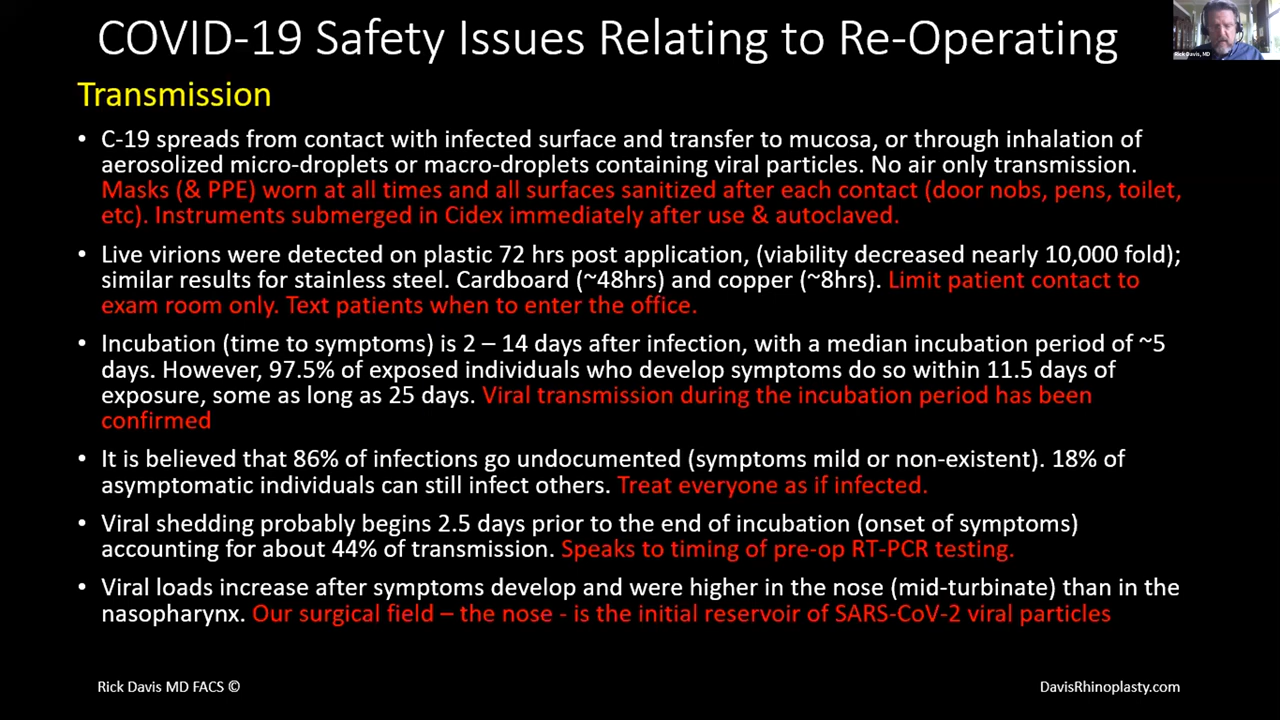 COVID-19 Safety Issues Relating to Re-Operating
Rick Davis, MD
Transmission
• C-19 spreads from contact with infected surface and transfer to mucosa, or through inhalation of
aerosolized micro-droplets or macro-droplets containing viral particles. No air only transmission.
Masks (& PPE) worn at all times and all surfaces sanitized after each contact (door nobs, pens, toilet,
etc). Instruments submerged in Cidex immediately after use & autoclaved.
• Live virions were detected on plastic 72 hrs post application, (viability decreased nearly 10,000 fold);
similar results for stainless steel. Cardboard (~48hrs) and copper (~8hrs). Limit patient contact to
exam room only. Text patients when to enter the office.
• Incubation (time to symptoms) is 2 – 14 days after infection, with a median incubation period of ~5
days. However, 97.5% of exposed individuals who develop symptoms do so within 11.5 days of
exposure, some as long as 25 days. Viral transmission during the incubation period has been
confirmed
• It is believed that 86% of infections go undocumented (symptoms mild or non-existent). 18% of
asymptomatic individuals can still infect others. Treat everyone as if infected.
• Viral shedding probably begins 2.5 days prior to the end of incubation (onset of symptoms)
accounting for about 44% of transmission. Speaks to timing of pre-op RT-PCR testing.
• Viral loads increase after symptoms develop and were higher in the nose (mid-turbinate) than in the
nasopharynx. Our surgical field – the nose - is the initial reservoir of SARS-CoV-2 viral particles
Rick Davis MD FACS ©
DavisRhinoplasty.com